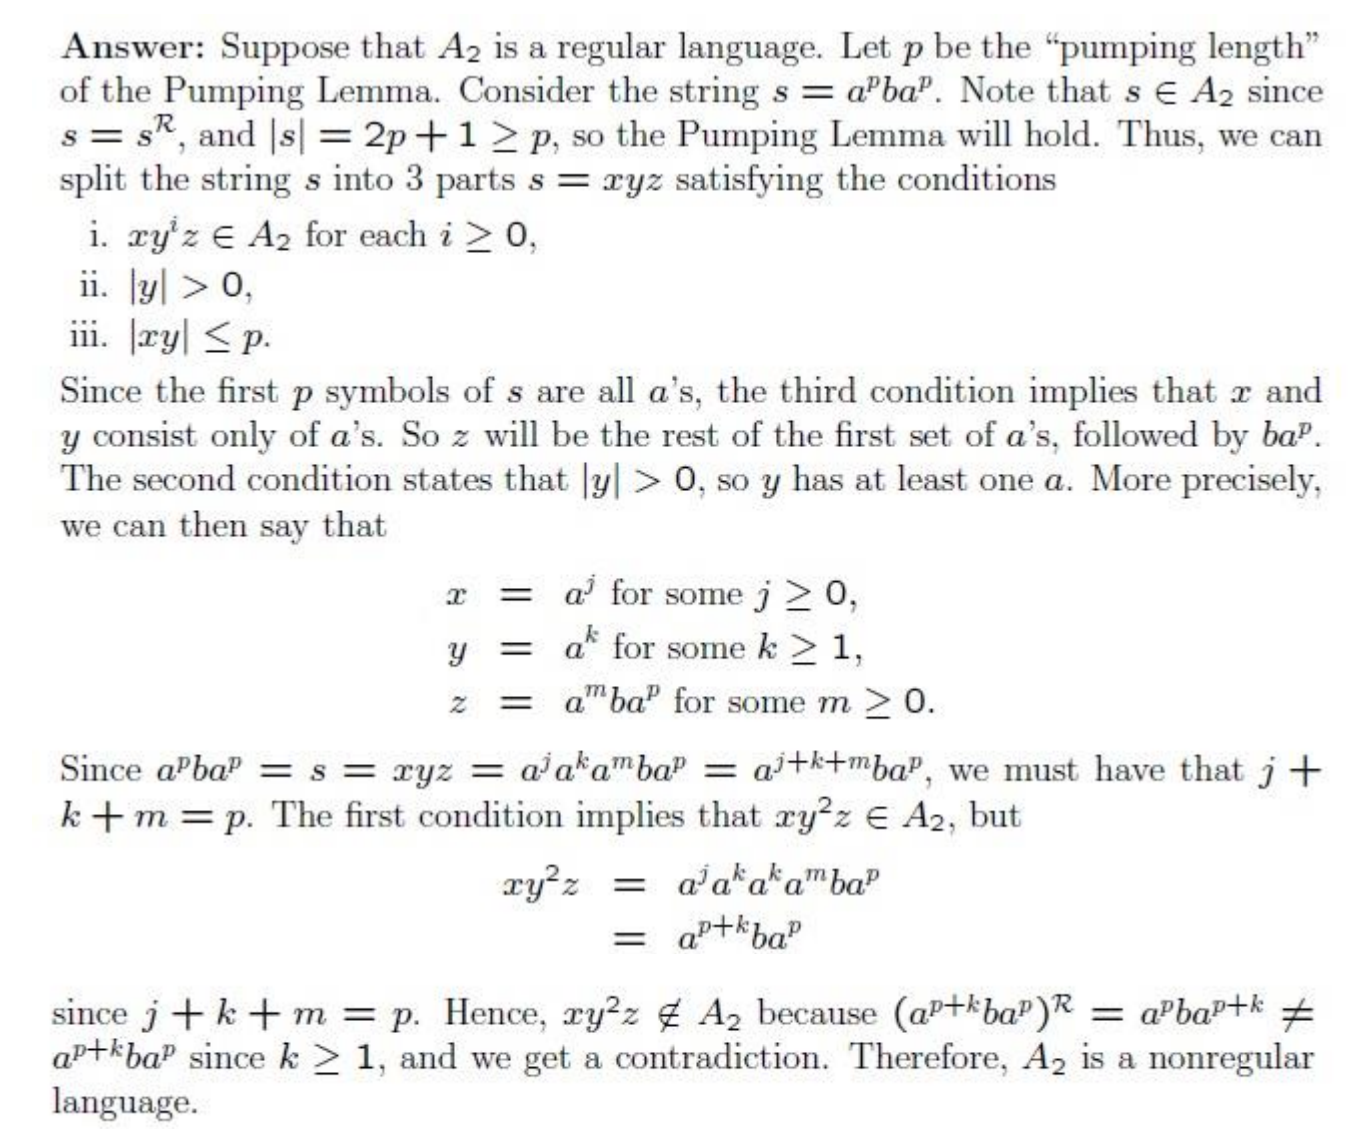 Answer: Suppose that A₂ is a regular language. Let p be the “pumping length”
of the Pumping Lemma. Consider the string s = aᵖbaᵖ. Note that s ∈ A₂ since
s = sᴿ, and |s| = 2p + 1 ≥ p, so the Pumping Lemma will hold. Thus, we can
split the string s into 3 parts s = xyz satisfying the conditions
i. xyⁱz ∈ A₂ for each i ≥ 0,
ii. |y| > 0,
iii. |xy| ≤ p.
Since the first p symbols of s are all a’s, the third condition implies that x and
y consist only of a’s. So z will be the rest of the first set of a’s, followed by baᵖ.
The second condition states that |y| > 0, so y has at least one a. More precisely,
we can then say that
x = aʲ for some j ≥ 0,
y = aᵏ for some k ≥ 1,
z = aᵐbaᵖ for some m ≥ 0.
Since aᵖbaᵖ = s = xyz = aʲaᵏaᵐbaᵖ = aʲ⁺ᵏ⁺ᵐbaᵖ, we must have that j +
k + m = p. The first condition implies that xy²z ∈ A₂, but
xy²z = aʲaᵏaᵏaᵐbaᵖ
= aᵖ⁺ᵏbaᵖ
since j + k + m = p. Hence, xy²z ∉ A₂ because (aᵖ⁺ᵏbaᵖ)ᴿ = aᵖbaᵖ⁺ᵏ ≠
aᵖ⁺ᵏbaᵖ since k ≥ 1, and we get a contradiction. Therefore, A₂ is a nonregular
language.